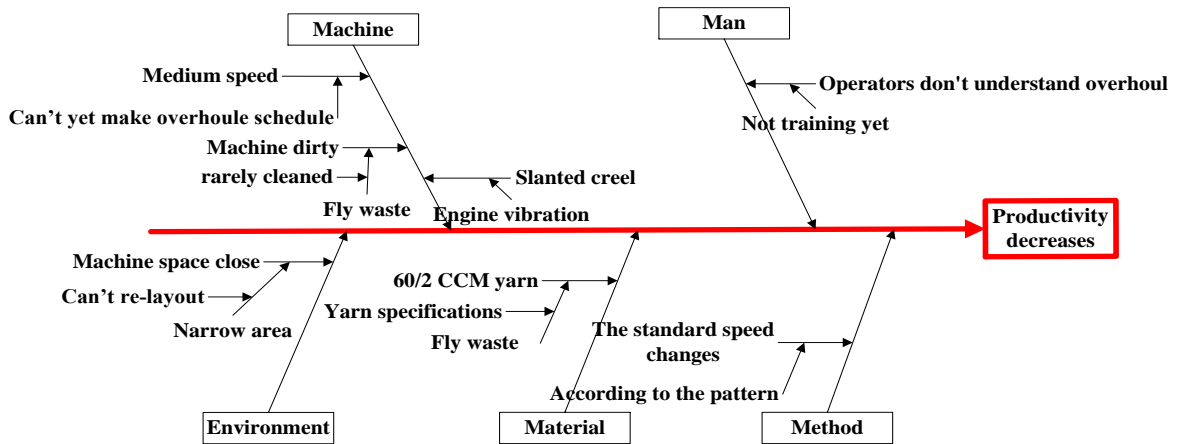 Machine
Man
Medium speed
Operators don't understand overhoul
Can't yet make overhoule schedule
Not training yet
Machine dirty
rarely cleaned
Slanted creel
Fly waste
Engine vibration
Productivity
decreases
Machine space close
60/2 CCM yarn
Can't re-layout
Yarn specifications
Narrow area
Fly waste
The standard speed
changes
According to the pattern
Environment
Material
Method